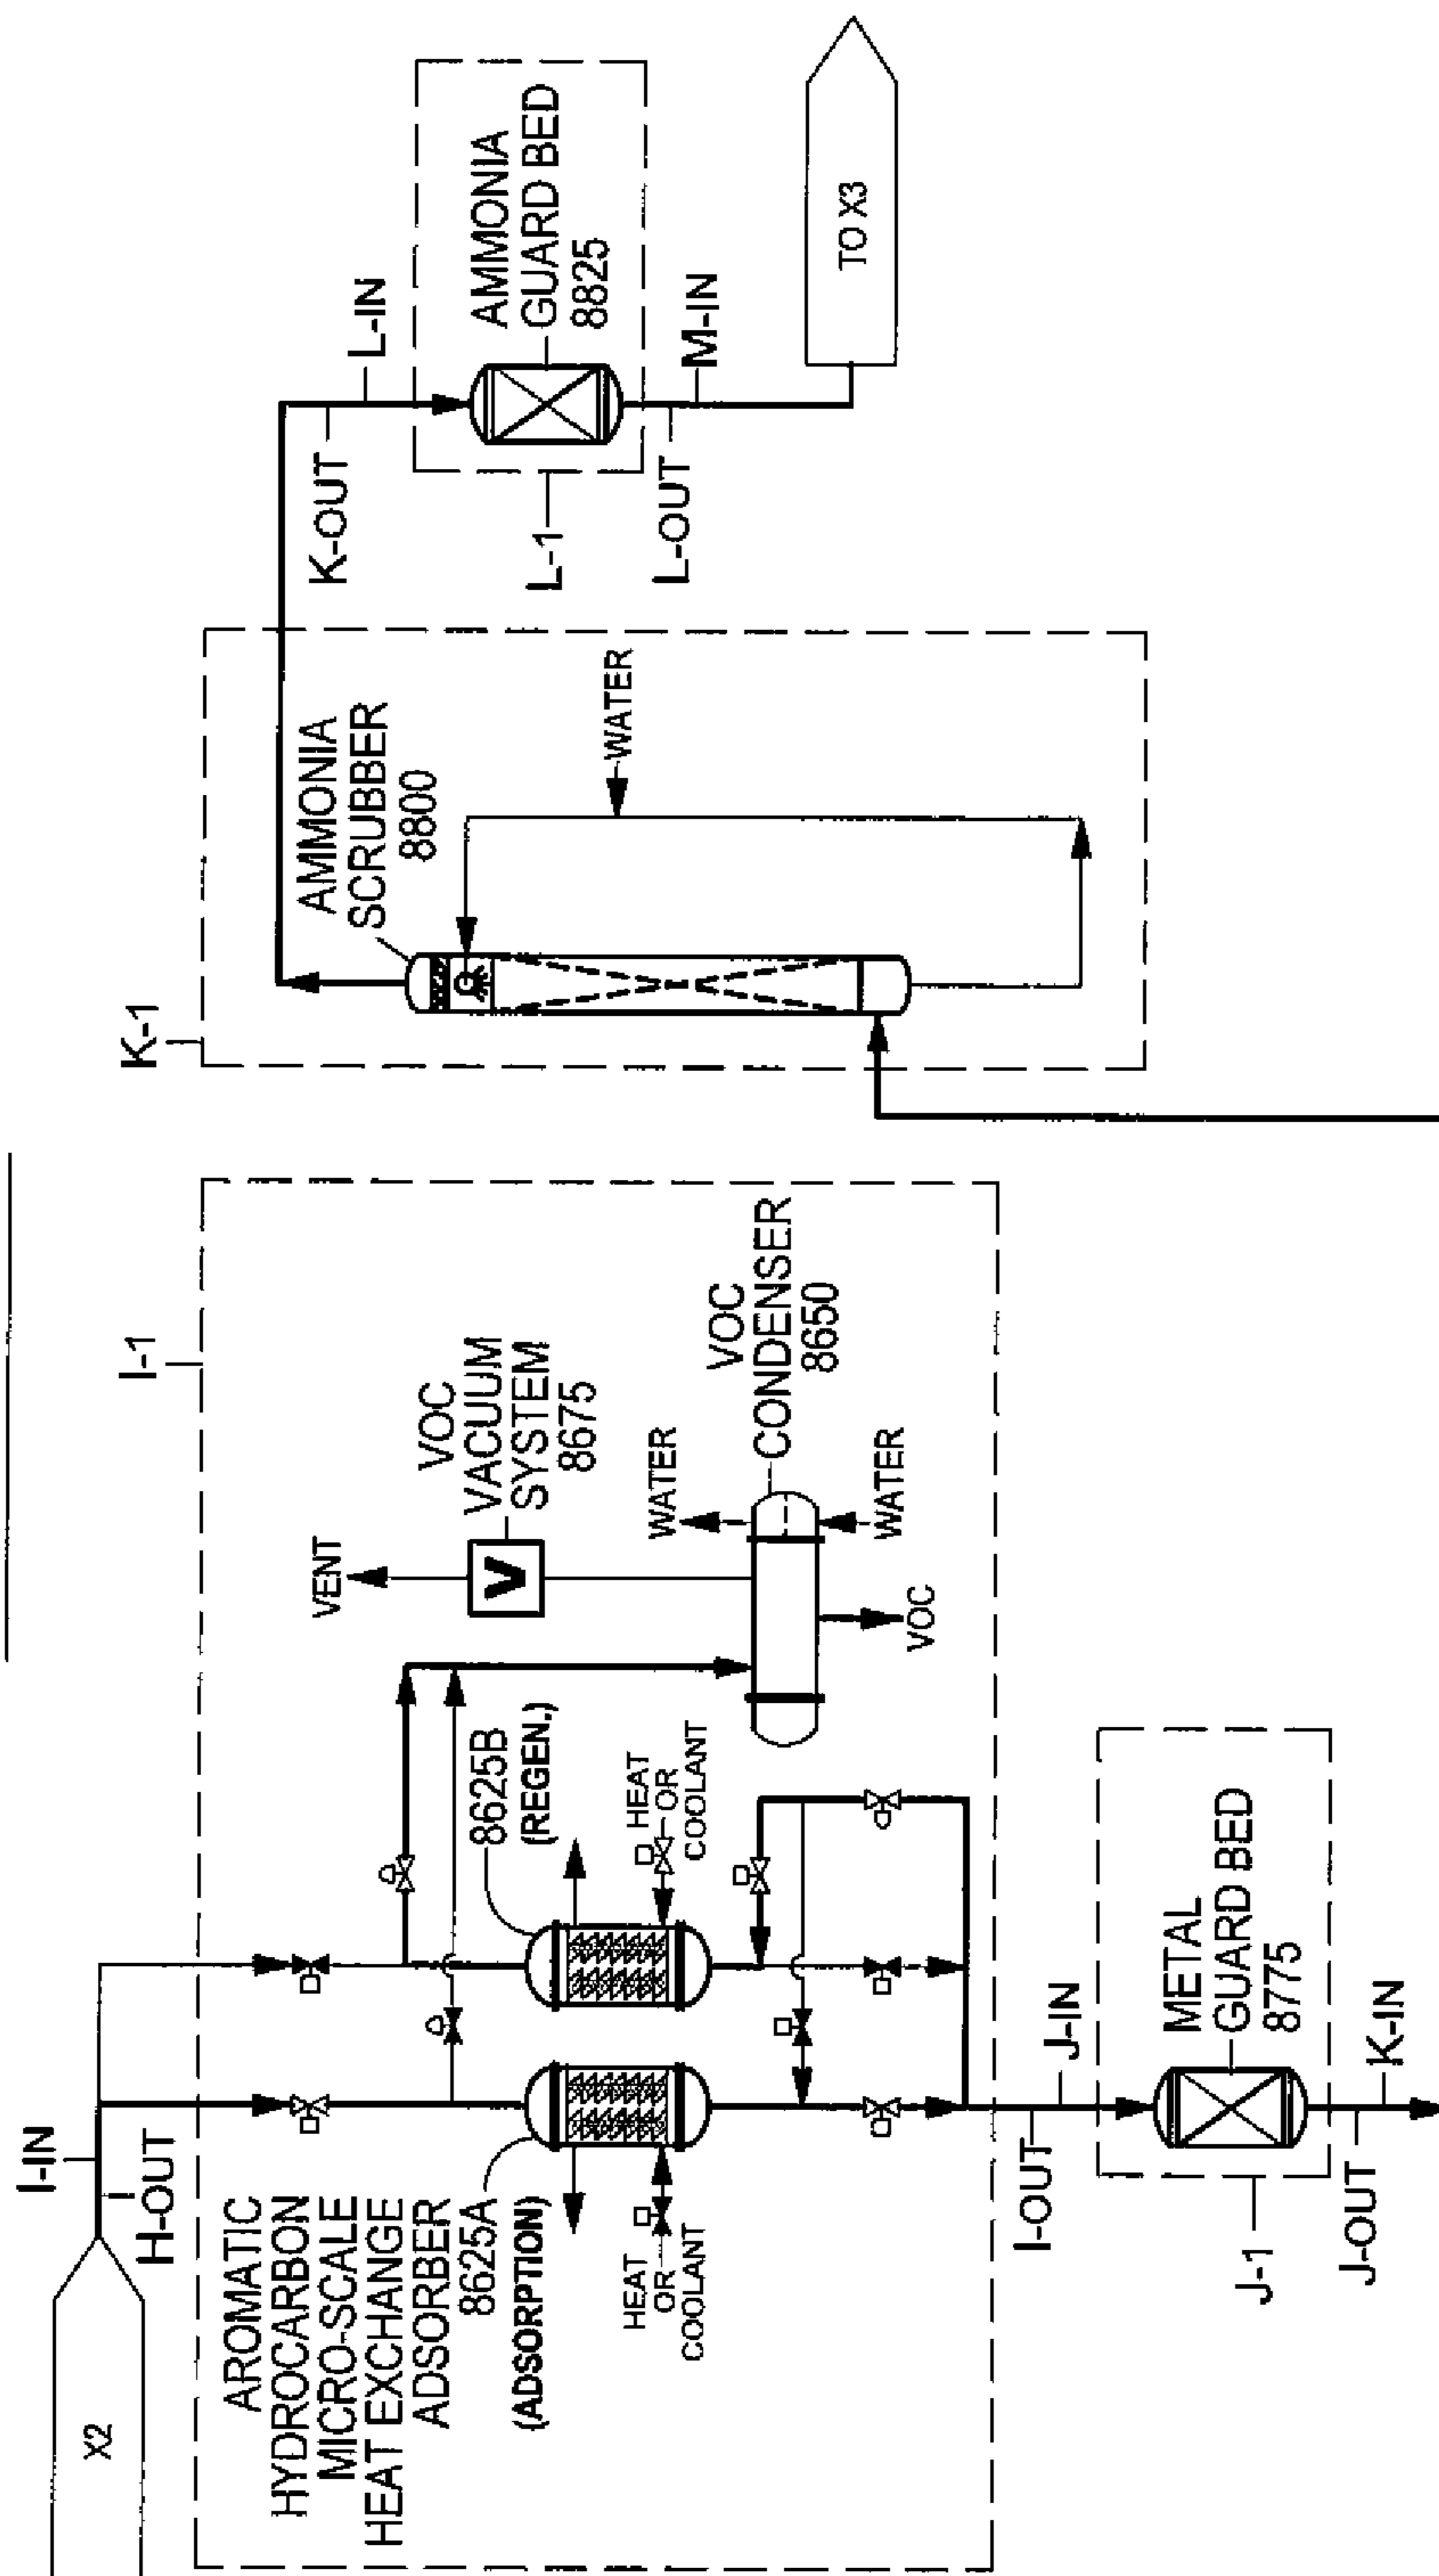 X2
I-IN
H-OUT
I-1
AROMATIC
HYDROCARBON
MICRO-SCALE
HEAT EXCHANGE
ADSORBER
8625A
(ADSORPTION)
HEAT
OR
COOLANT
8625B
(REGEN.)
HEAT
OR
COOLANT
VENT
VOC
VACUUM
SYSTEM
8675
V
WATER
WATER
VOC
VOC
CONDENSER
8650
I-OUT
J-IN
J-1
METAL
GUARD BED
8775
J-OUT
K-IN
K-1
AMMONIA
SCRUBBER
8800
WATER
K-OUT
L-IN
L-1
AMMONIA
GUARD BED
8825
L-OUT
M-IN
TO X3